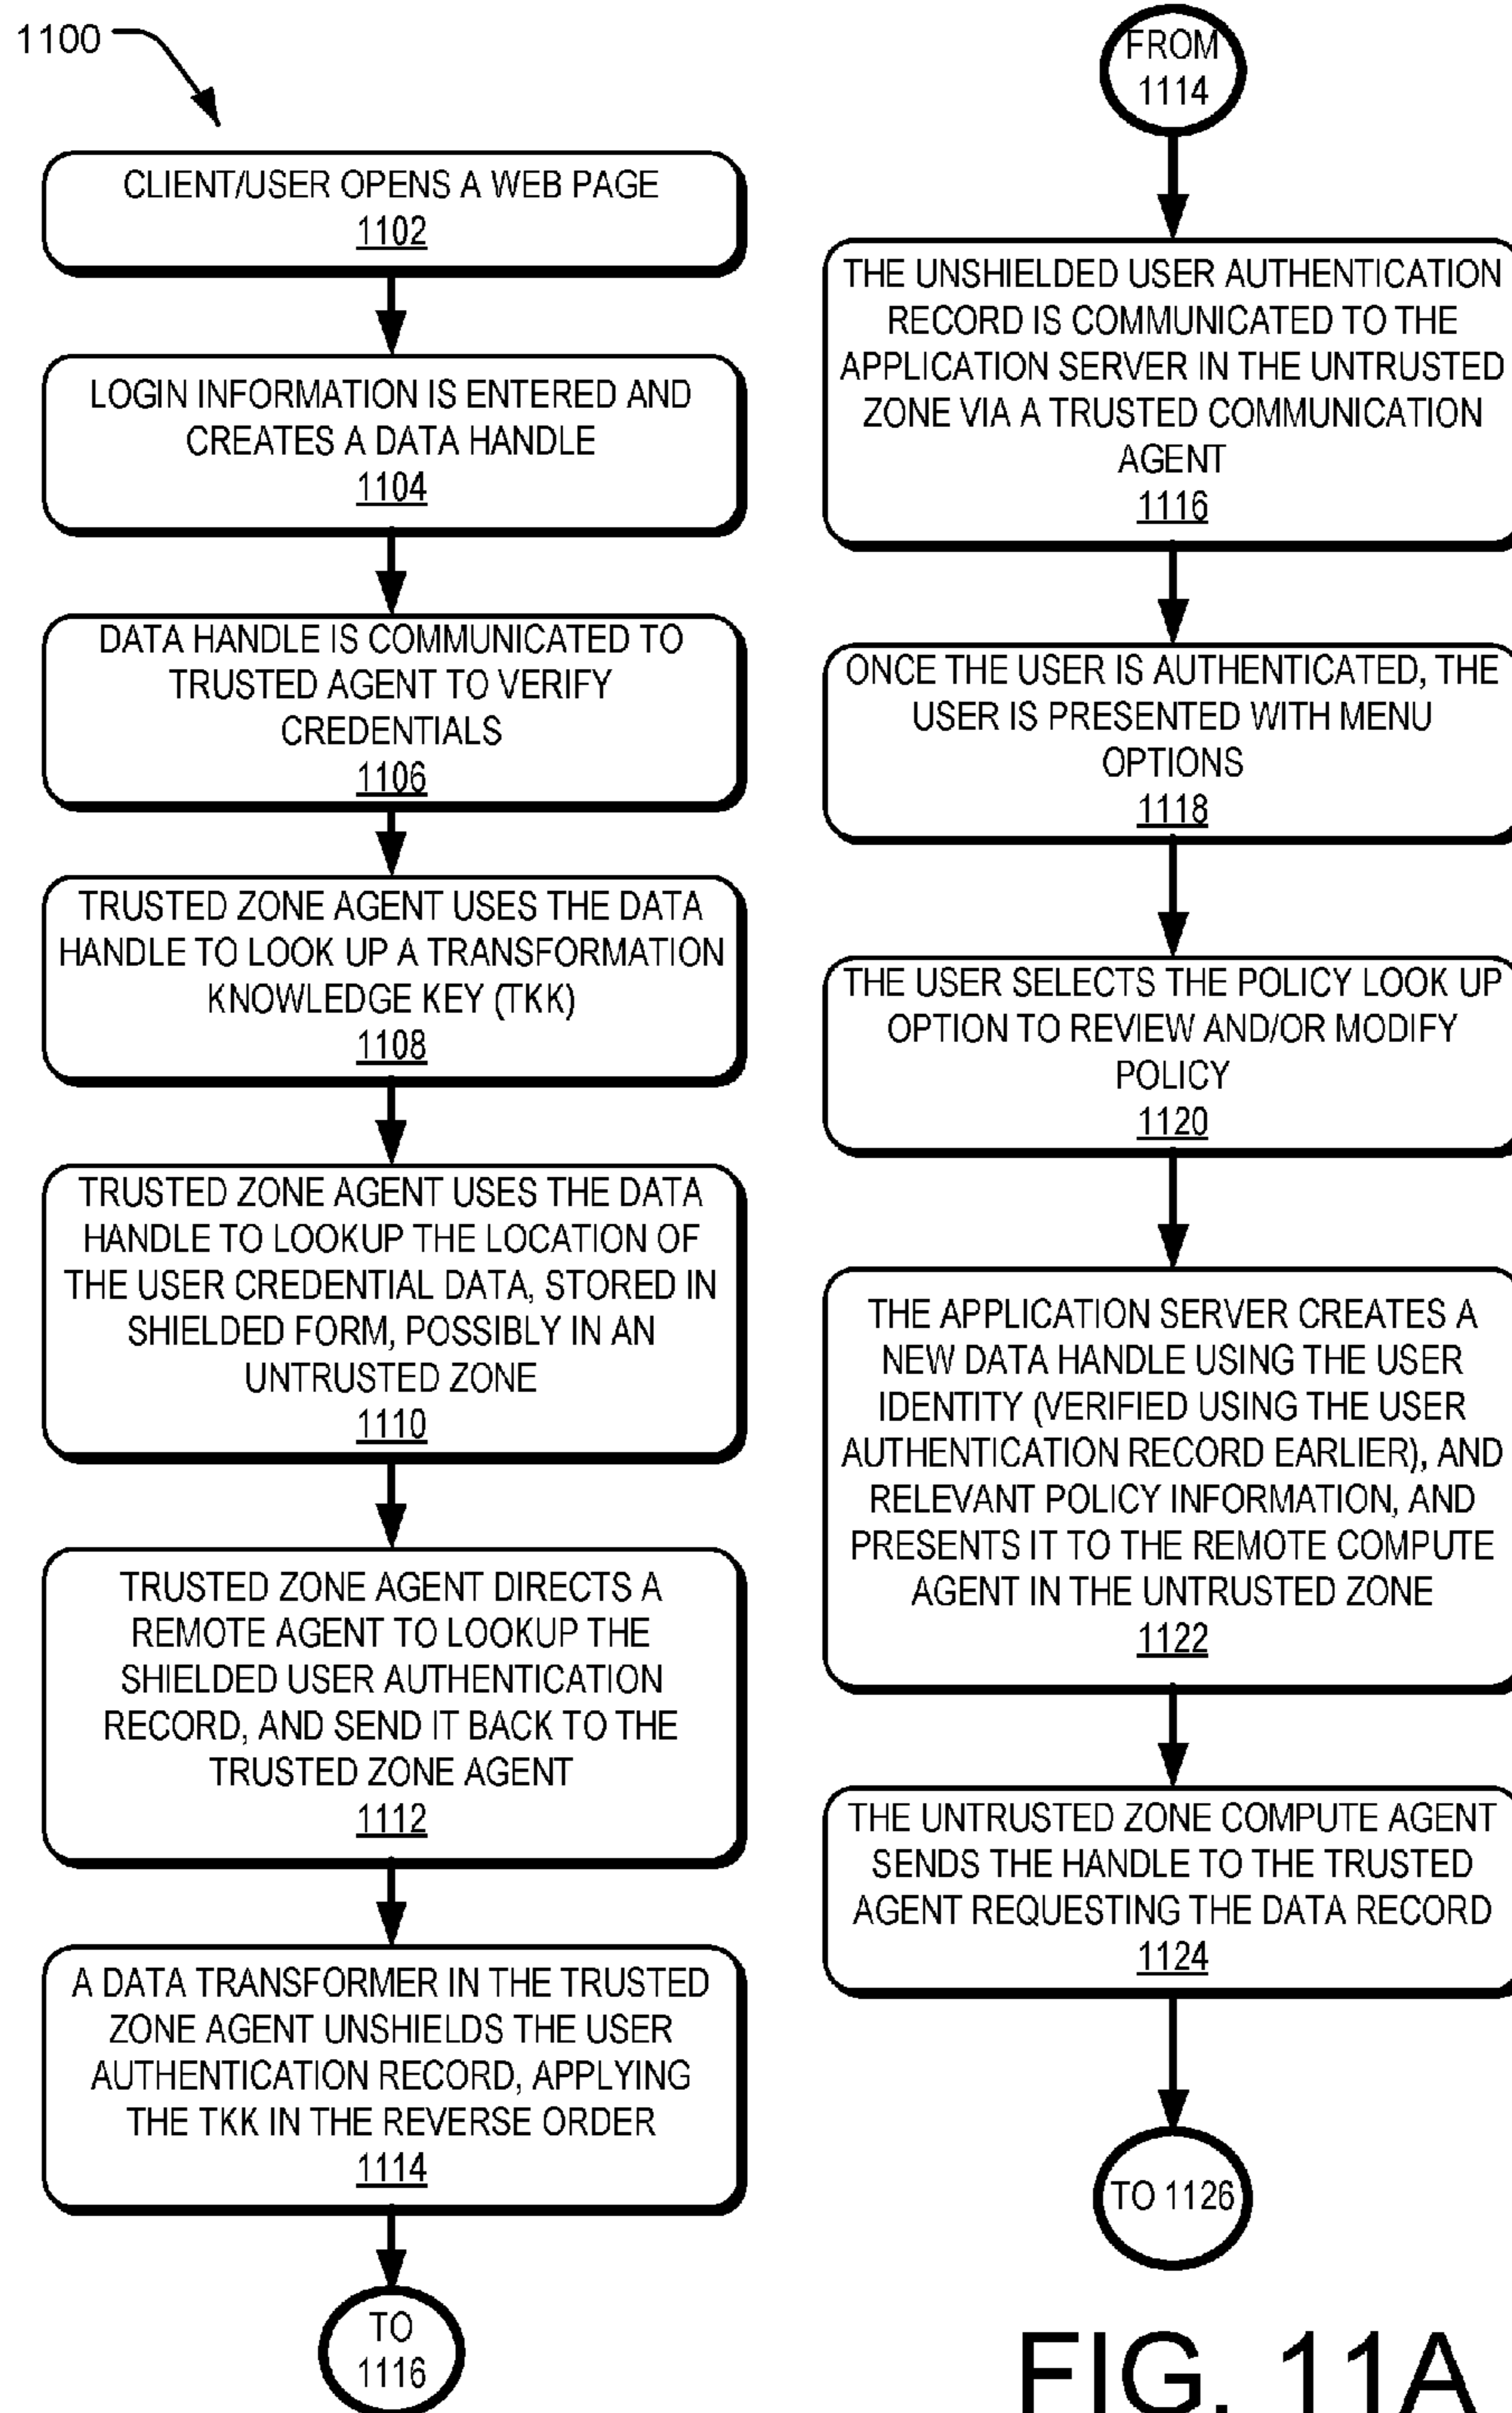 1100
CLIENT/USER OPENS A WEB PAGE
1102
LOGIN INFORMATION IS ENTERED AND
CREATES A DATA HANDLE
1104
DATA HANDLE IS COMMUNICATED TO
TRUSTED AGENT TO VERIFY
CREDENTIALS
1106
TRUSTED ZONE AGENT USES THE DATA
HANDLE TO LOOK UP A TRANSFORMATION
KNOWLEDGE KEY (TKK)
1108
TRUSTED ZONE AGENT USES THE DATA
HANDLE TO LOOKUP THE LOCATION OF
THE USER CREDENTIAL DATA, STORED IN
SHIELDED FORM, POSSIBLY IN AN
UNTRUSTED ZONE
1110
TRUSTED ZONE AGENT DIRECTS A
REMOTE AGENT TO LOOKUP THE
SHIELDED USER AUTHENTICATION
RECORD, AND SEND IT BACK TO THE
TRUSTED ZONE AGENT
1112
A DATA TRANSFORMER IN THE TRUSTED
ZONE AGENT UNSHIELDS THE USER
AUTHENTICATION RECORD, APPLYING
THE TKK IN THE REVERSE ORDER
1114
TO
1116
FROM
1114
THE UNSHIELDED USER AUTHENTICATION
RECORD IS COMMUNICATED TO THE
APPLICATION SERVER IN THE UNTRUSTED
ZONE VIA A TRUSTED COMMUNICATION
AGENT
1116
ONCE THE USER IS AUTHENTICATED, THE
USER IS PRESENTED WITH MENU
OPTIONS
1118
THE USER SELECTS THE POLICY LOOK UP
OPTION TO REVIEW AND/OR MODIFY
POLICY
1120
THE APPLICATION SERVER CREATES A
NEW DATA HANDLE USING THE USER
IDENTITY (VERIFIED USING THE USER
AUTHENTICATION RECORD EARLIER), AND
RELEVANT POLICY INFORMATION, AND
PRESENTS IT TO THE REMOTE COMPUTE
AGENT IN THE UNTRUSTED ZONE
1122
THE UNTRUSTED ZONE COMPUTE AGENT
SENDS THE HANDLE TO THE TRUSTED
AGENT REQUESTING THE DATA RECORD
1124
TO 1126
FIG. 11A